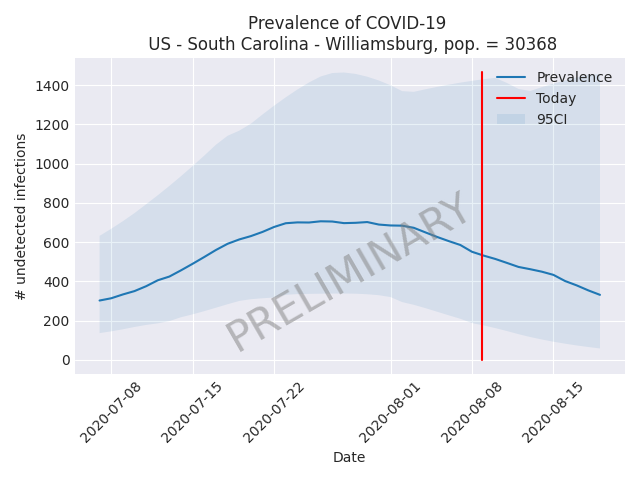 Prevalence of COVID-19
US - South Carolina - Williamsburg, pop. = 30368
# undetected infections
1400
1200
1000
800
600
400
200
0
Prevalence
Today
95CI
PRELIMINARY
2020-07-08
2020-07-15
2020-07-22
2020-08-01
2020-08-08
2020-08-15
Date